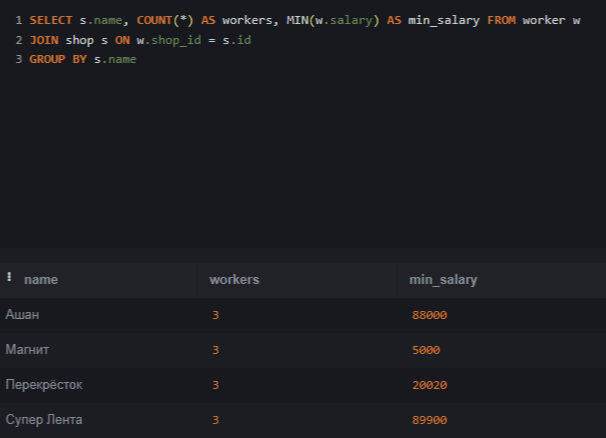 1 SELECT s.name, COUNT(*) AS workers, MIN(w.salary) AS min_salary FROM worker w
2 JOIN shop s ON w.shop_id = s.id
3 GROUP BY s.name
name workers min_salary
Ашан 3 88000
Магнит 3 5000
Перекрёсток 3 20020
Супер Лента 3 89900